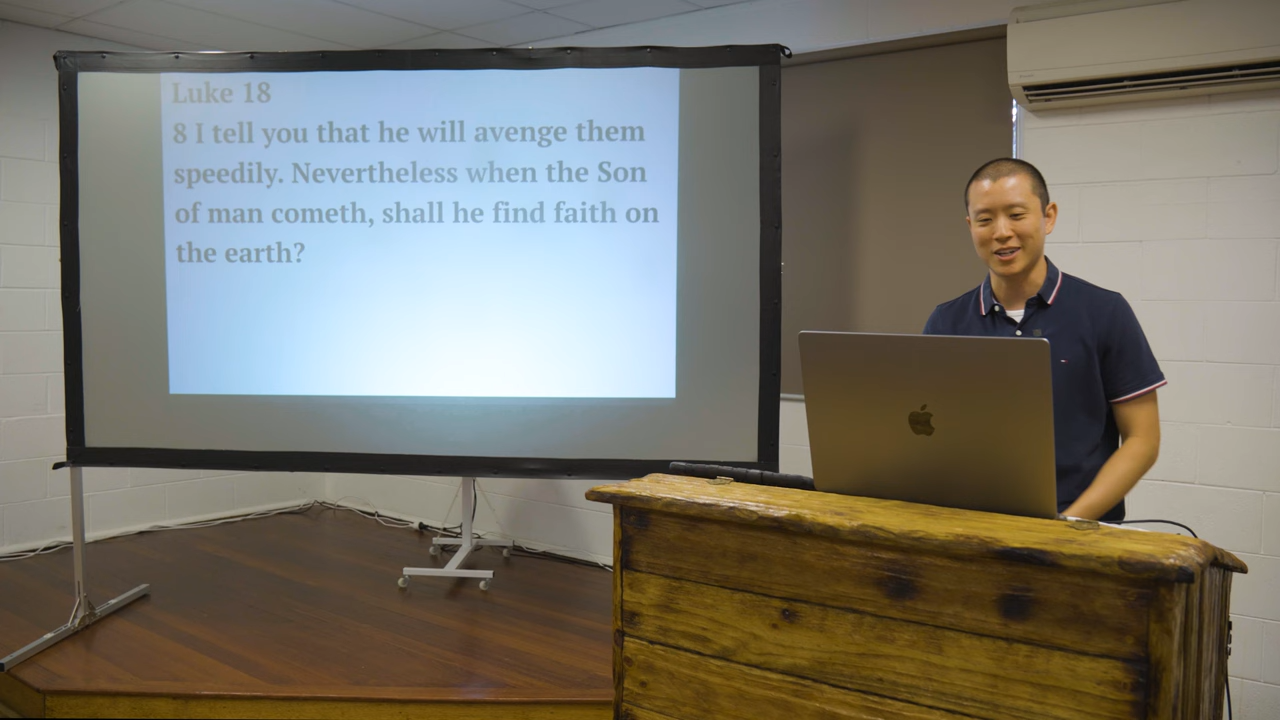 Luke 18
8 I tell you that he will avenge them
speedily. Nevertheless when the Son
of man cometh, shall he find faith on
the earth?